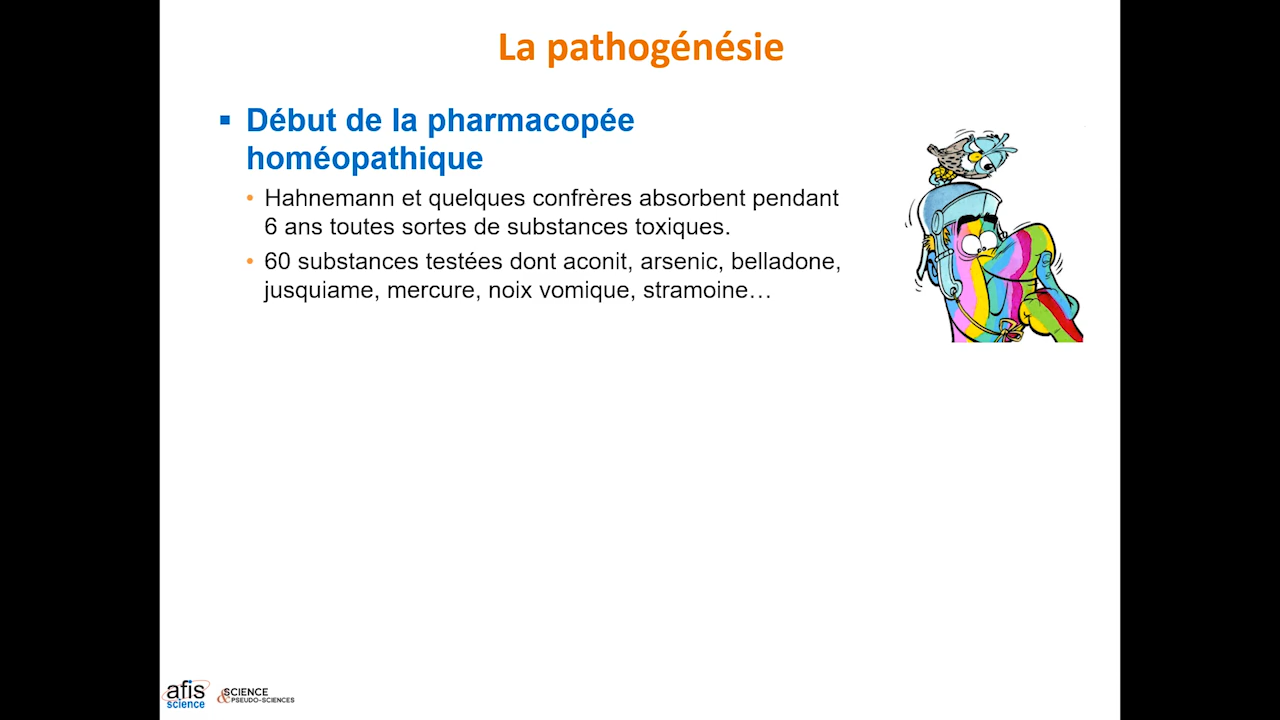 La pathogénésie
▪ Début de la pharmacopée
homéopathique
• Hahnemann et quelques confrères absorbent pendant
6 ans toutes sortes de substances toxiques.
• 60 substances testées dont aconit, arsenic, belladone,
jusquiame, mercure, noix vomique, stramoine…
afis
science
SCIENCE
& PSEUDO-SCIENCES